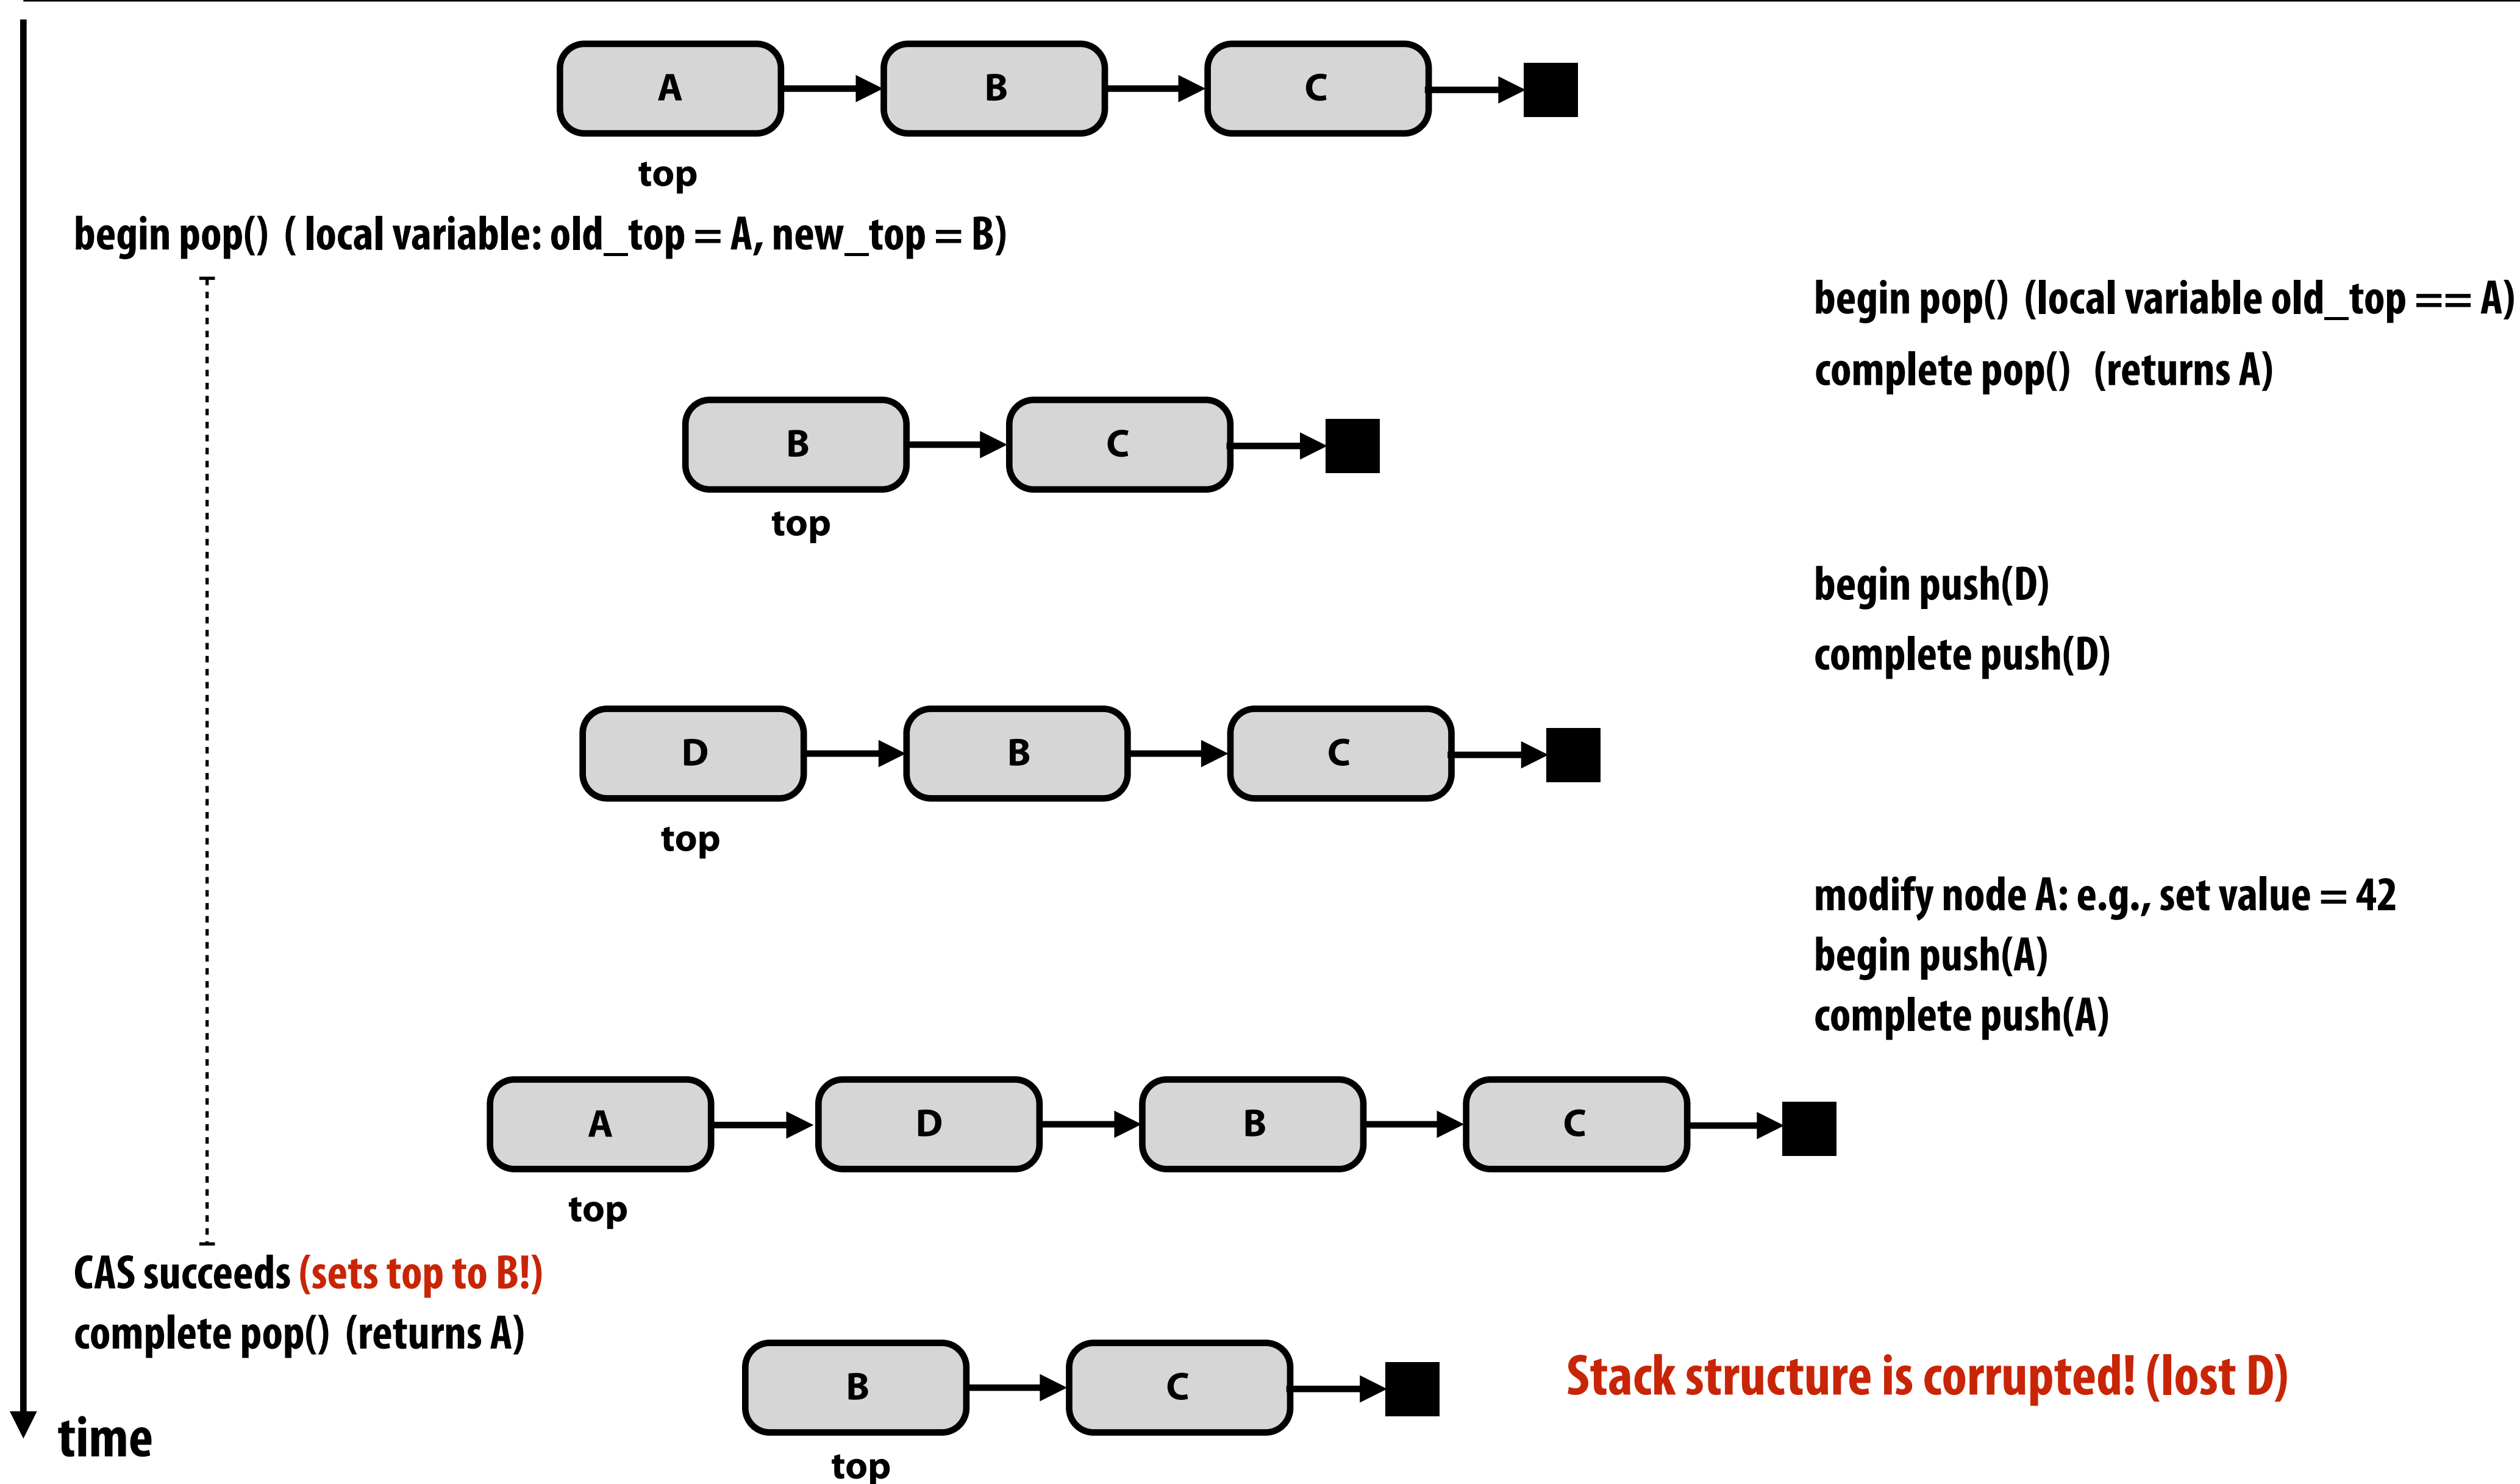 A B C
top
begin pop() ( local variable: old_top = A, new_top = B)
begin pop() (local variable old_top == A)
complete pop() (returns A)
B C
top
begin push(D)
complete push(D)
D B C
top
modify node A: e.g., set value = 42
begin push(A)
complete push(A)
A D B C
top
CAS succeeds (sets top to B!)
complete pop() (returns A)
B C
Stack structure is corrupted! (lost D)
time
top